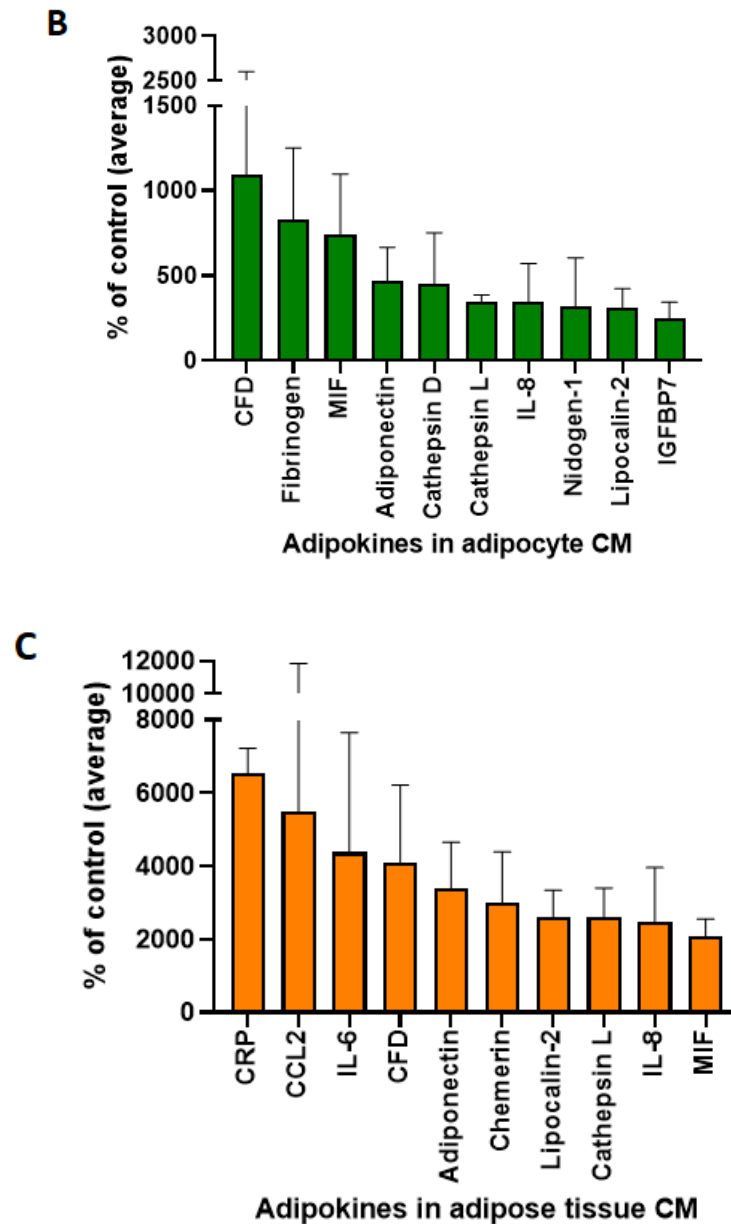 B
% of control (average)
3000
2500
1500
1000
500
0
CFD
Fibrinogen
MIF
Adiponectin
Cathepsin D
Cathepsin L
IL-8
Nidogen-1
Lipocalin-2
IGFBP7
Adipokines in adipocyte CM
C
% of control (average)
12000
10000
8000
6000
4000
2000
0
CRP
CCL2
IL-6
CFD
Adiponectin
Chemerin
Lipocalin-2
Cathepsin L
IL-8
MIF
Adipokines in adipose tissue CM